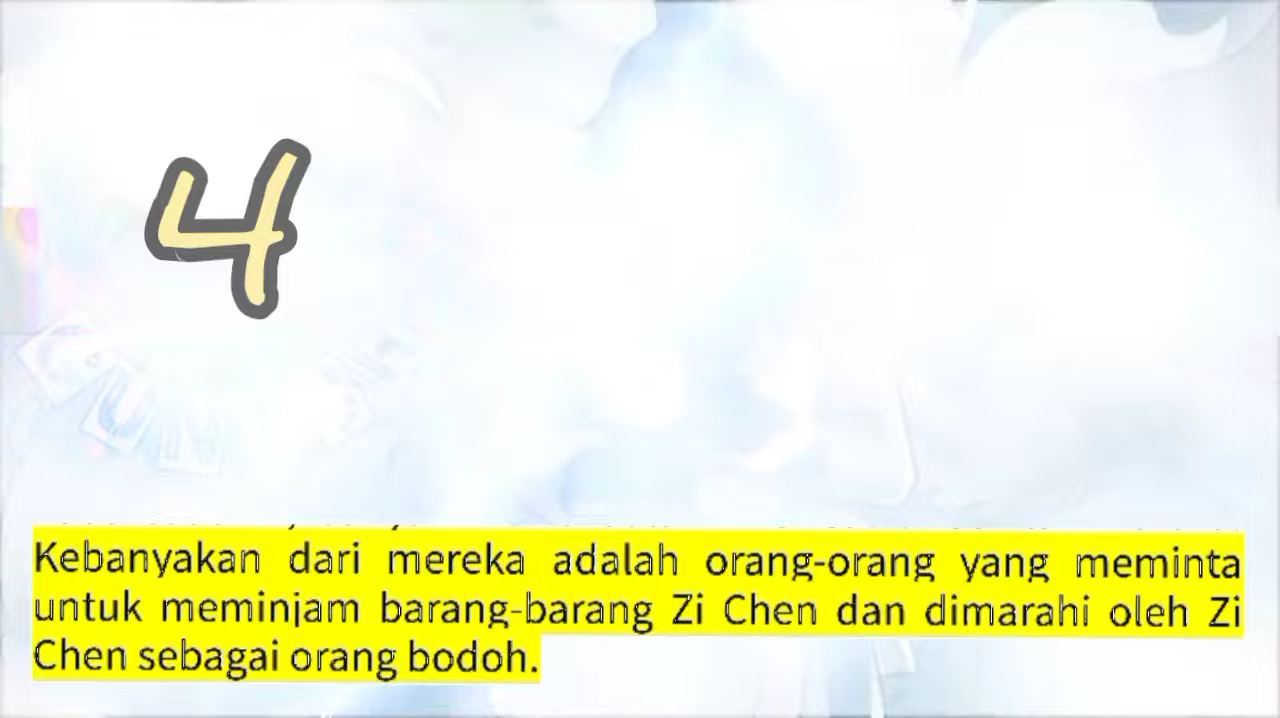 4
Kebanyakan dari mereka adalah orang-orang yang meminta
untuk meminjam barang-barang Zi Chen dan dimarahi oleh Zi
Chen sebagai orang bodoh.